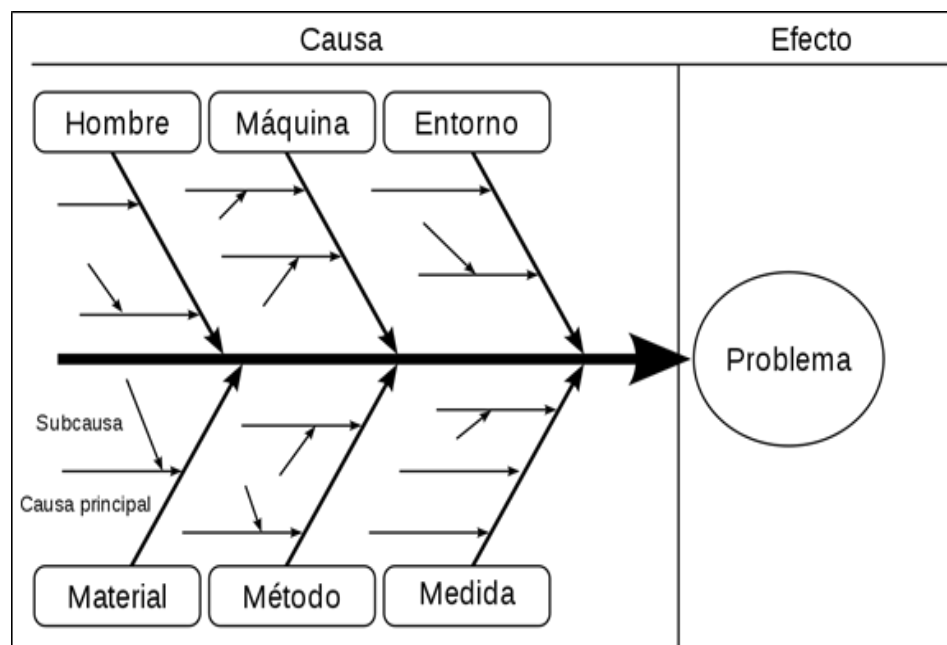 Causa
Efecto
Hombre
Máquina
Entorno
Problema
Subcausa
Causa principal
Material
Método
Medida